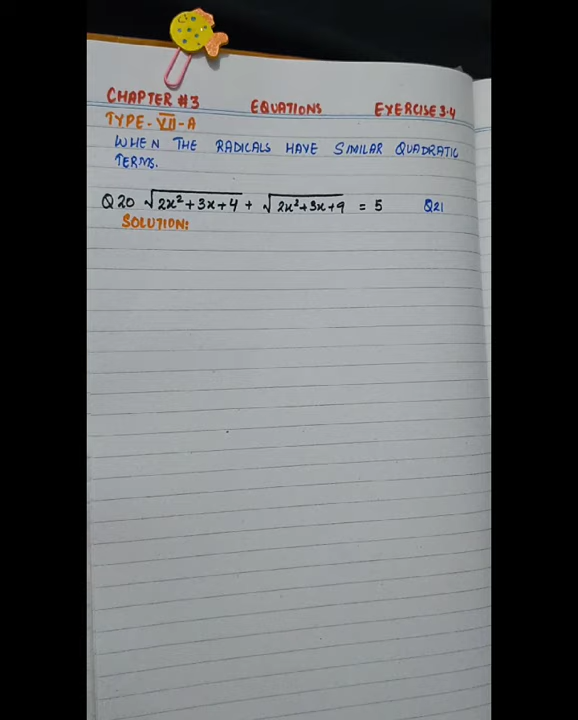 CHAPTER #3 EQUATIONS EXERCISE 3.4
TYPE-VII-A
WHEN THE RADICALS HAVE SIMILAR QUADRATIC
TERMS.
Q20 √2x²+3x+4 + √2x²+3x+9 = 5 Q21
SOLUTION: